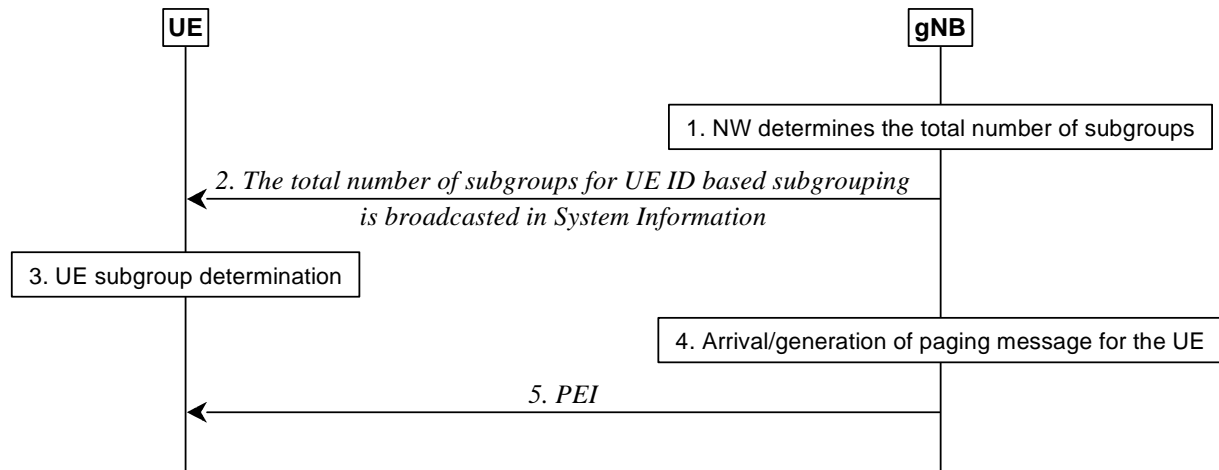 UE
gNB
1. NW determines the total number of subgroups
2. The total number of subgroups for UE ID based subgrouping
is broadcasted in System Information
3. UE subgroup determination
4. Arrival/generation of paging message for the UE
5. PEI